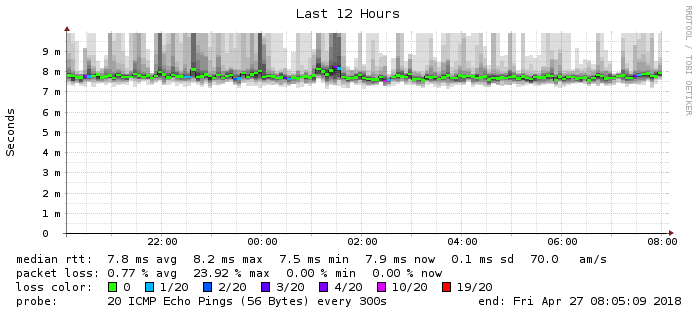 Last 12 Hours
RRDTOOL / TOBI OETIKER
Seconds
9 m
8 m
7 m
6 m
5 m
4 m
3 m
2 m
1 m
0
22:00 00:00 02:00 04:00 06:00 08:00
median rtt: 7.8 ms avg 8.2 ms max 7.5 ms min 7.9 ms now 0.1 ms sd 70.0 am/s
packet loss: 0.77 % avg 23.92 % max 0.00 % min 0.00 % now
loss color: 0 1/20 2/20 3/20 4/20 10/20 19/20
probe: 20 ICMP Echo Pings (56 Bytes) every 300s end: Fri Apr 27 08:05:09 2018